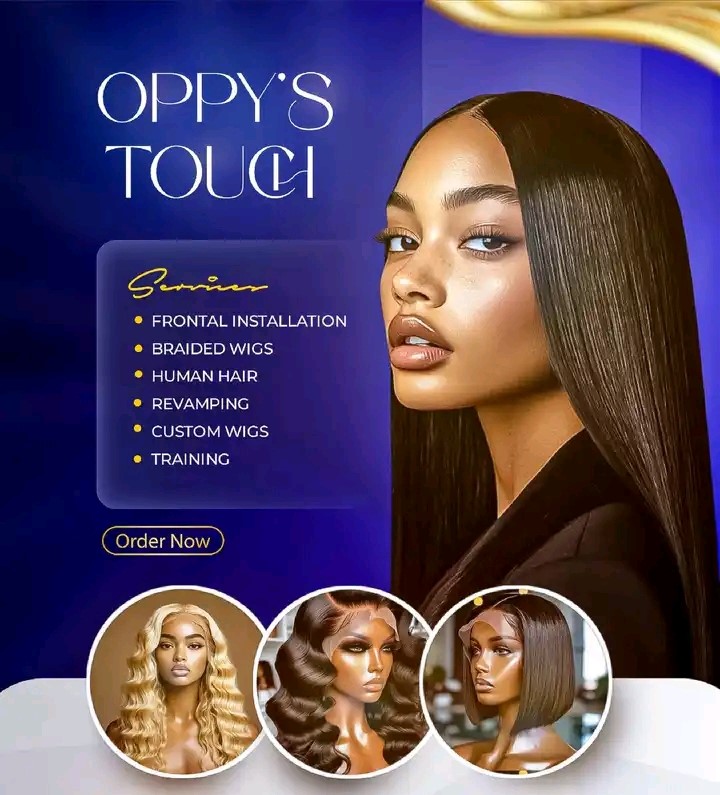 OPPY'S
TOUCH
Services
FRONTAL INSTALLATION
BRAIDED WIGS
HUMAN HAIR
REVAMPING
CUSTOM WIGS
TRAINING
Order Now